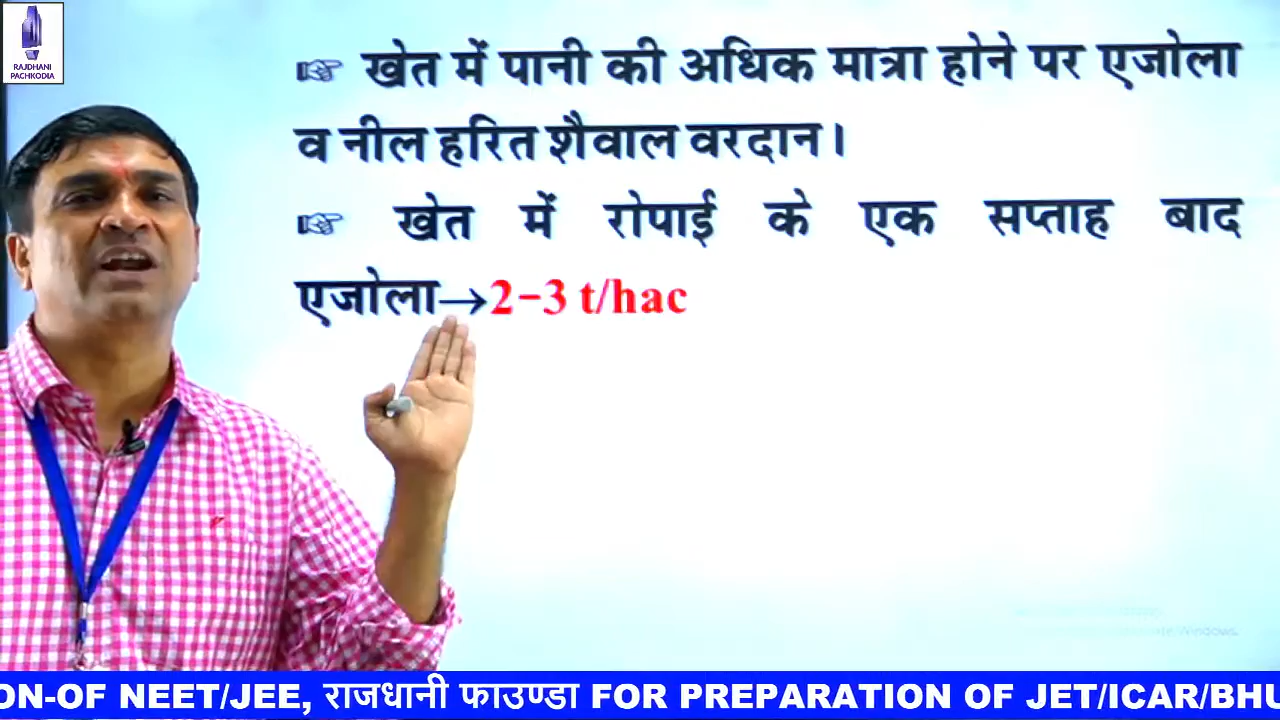 RAJDHANI
PACHKODIA
☞ खेत में पानी की अधिक मात्रा होने पर एजोला
व नील हरित शैवाल वरदान।
☞ खेत में रोपाई के एक सप्ताह बाद
एजोला→2-3 t/hac
ON-OF NEET/JEE, राजधानी फाउण्डा FOR PREPARATION OF JET/ICAR/BHU